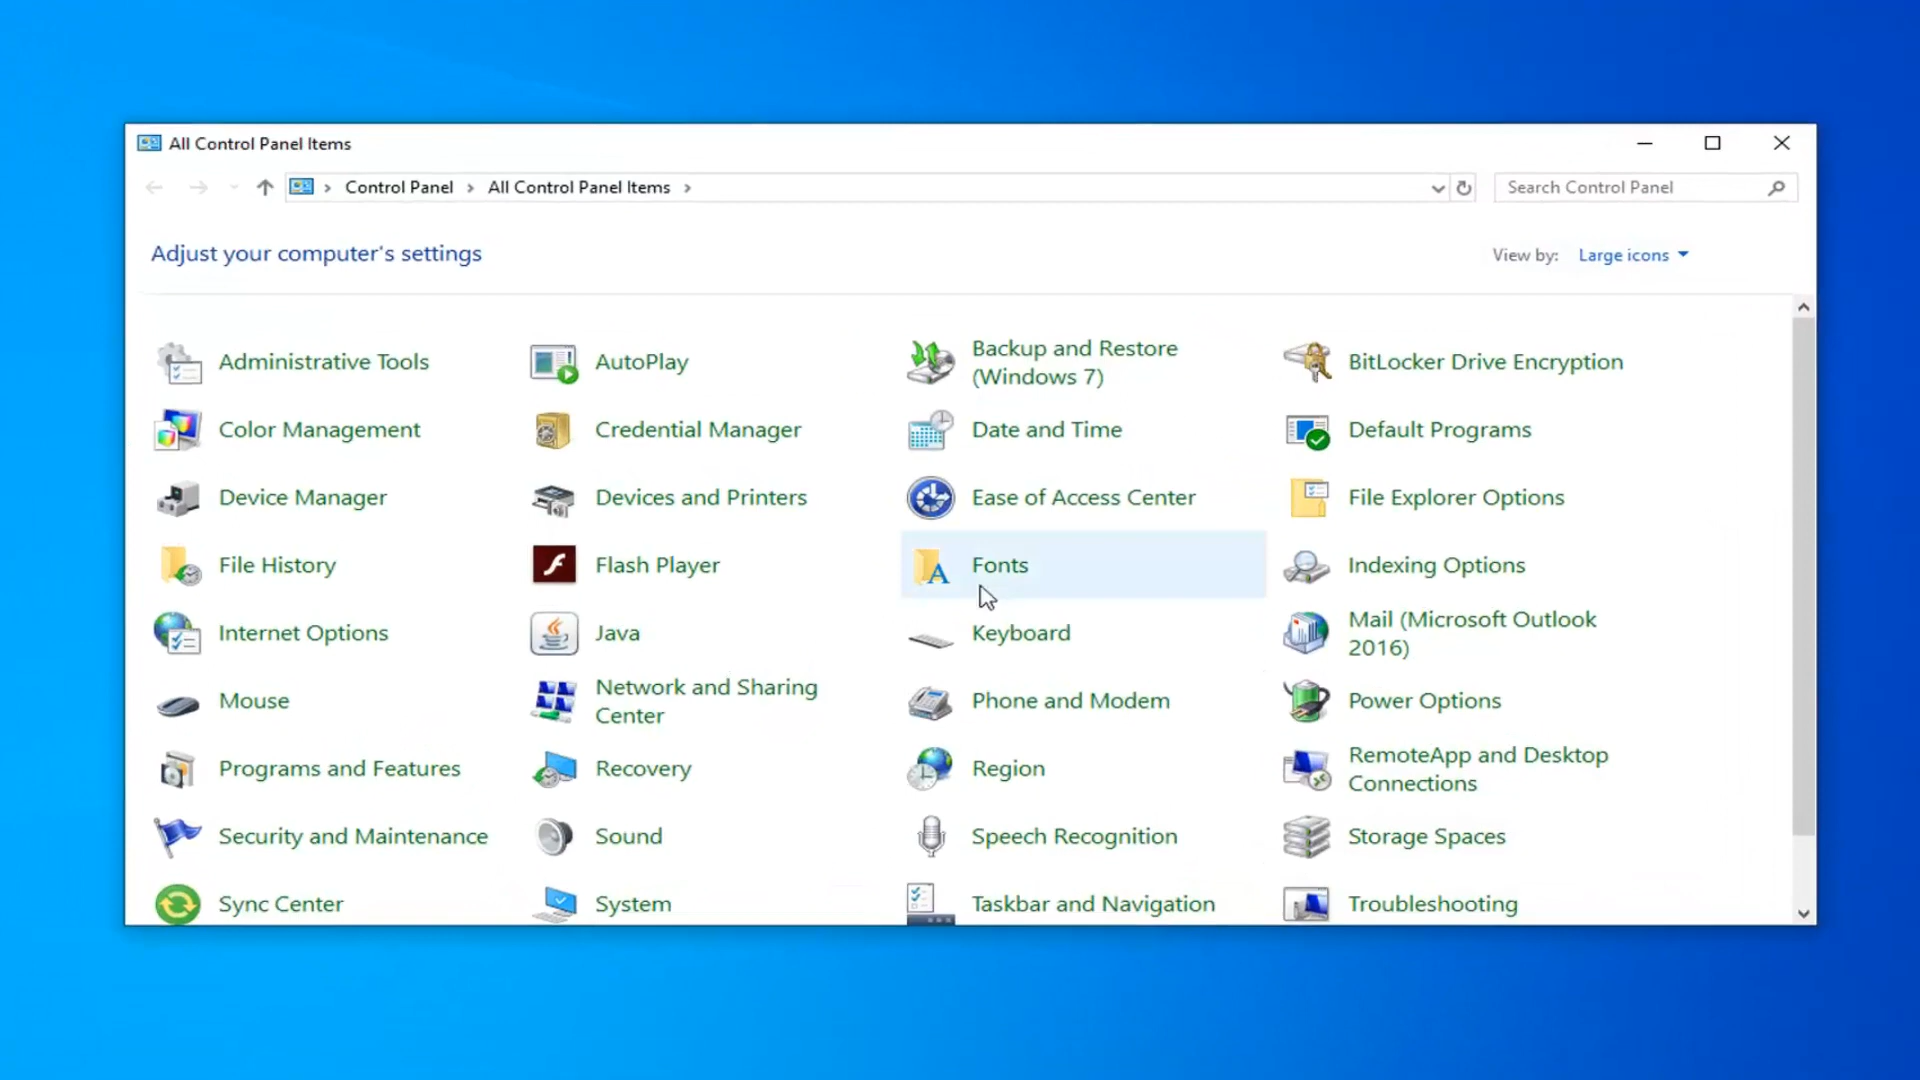 All Control Panel Items
Control Panel
All Control Panel Items
Search Control Panel
Adjust your computer's settings
View by: Large icons
Administrative Tools
AutoPlay
Backup and Restore
(Windows 7)
BitLocker Drive Encryption
Color Management
Credential Manager
Date and Time
Default Programs
Device Manager
Devices and Printers
Ease of Access Center
File Explorer Options
File History
Flash Player
Fonts
Indexing Options
Internet Options
Java
Keyboard
Mail (Microsoft Outlook
2016)
Mouse
Network and Sharing
Center
Phone and Modem
Power Options
Programs and Features
Recovery
Region
RemoteApp and Desktop
Connections
Security and Maintenance
Sound
Speech Recognition
Storage Spaces
Sync Center
System
Taskbar and Navigation
Troubleshooting